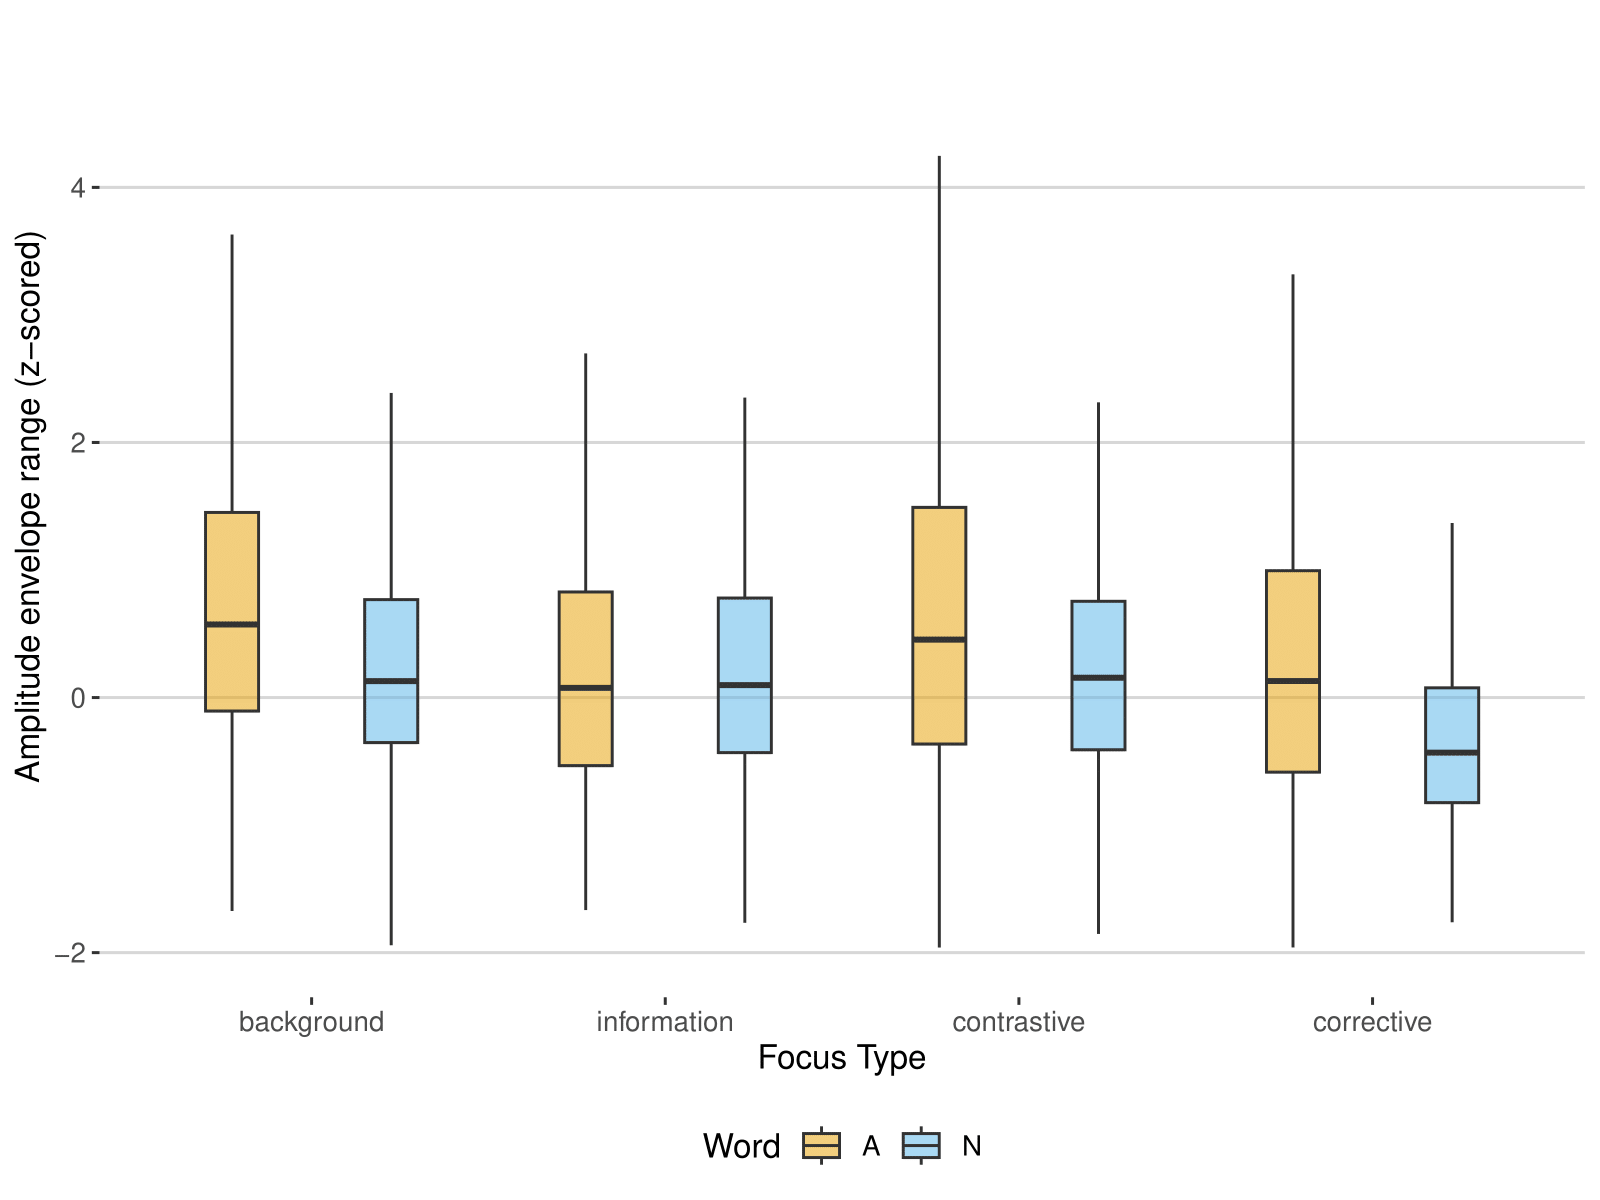 Amplitude envelope range (z−scored)
4
2
0
−2
background information contrastive corrective
Focus Type
Word A N